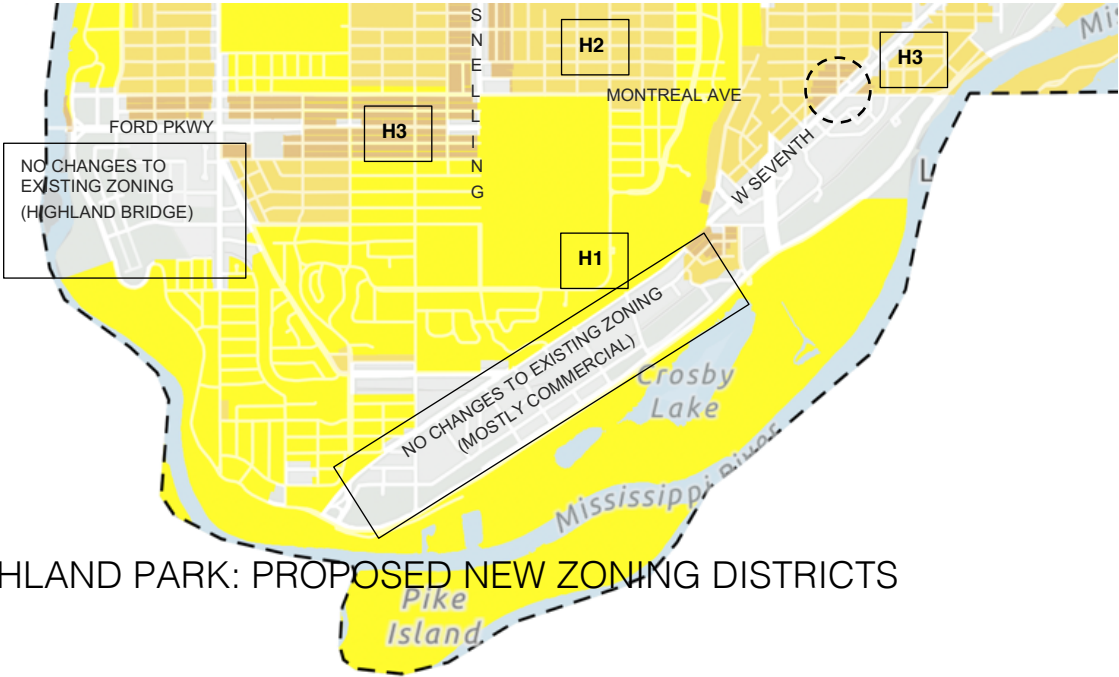 SNELLING
H2
H3
MONTREAL AVE
FORD PKWY
H3
W SEVENTH
NO CHANGES TO
EXISTING ZONING
(HIGHLAND BRIDGE)
H1
NO CHANGES TO EXISTING ZONING
(MOSTLY COMMERCIAL)
Crosby
Lake
Mississippi River
HLAND PARK: PROPOSED NEW ZONING DISTRICTS
Pike
Island